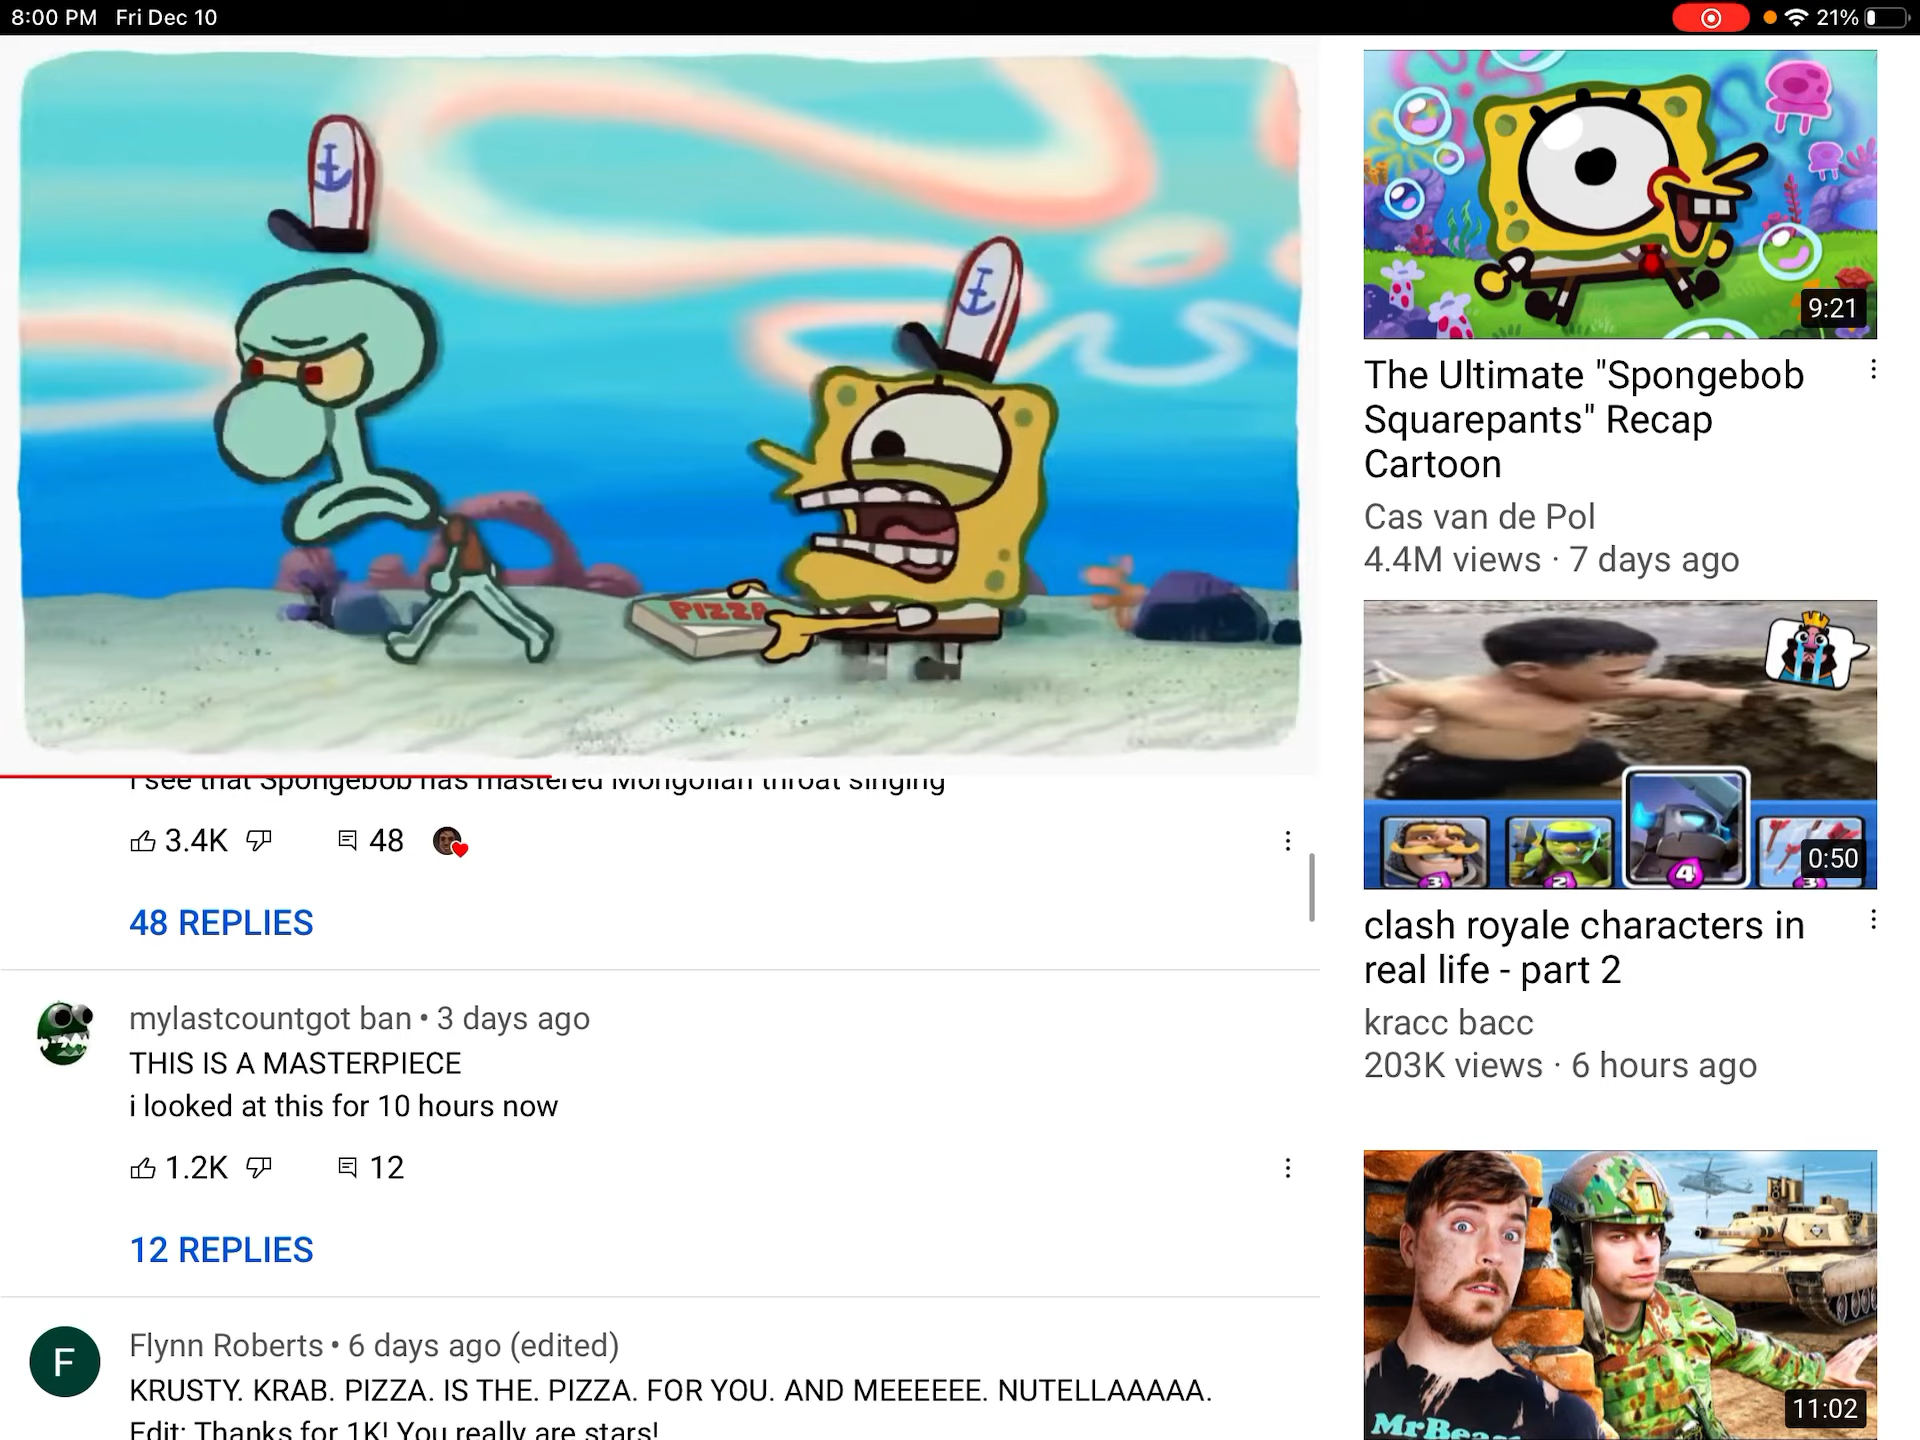 8:00 PM Fri Dec 10
21%
PIZZA
I see that Spongebob has mastered Mongolian throat singing
3.4K 48
48 REPLIES
mylastcountgot ban • 3 days ago
THIS IS A MASTERPIECE
i looked at this for 10 hours now
1.2K 12
12 REPLIES
F
Flynn Roberts • 6 days ago (edited)
KRUSTY. KRAB. PIZZA. IS THE. PIZZA. FOR YOU. AND MEEEEEE. NUTELLAAAAA.
Edit: Thanks for 1K! You really are stars!
9:21
The Ultimate "Spongebob
Squarepants" Recap
Cartoon
Cas van de Pol
4.4M views · 7 days ago
3 2 4 3
0:50
clash royale characters in
real life - part 2
kracc bacc
203K views · 6 hours ago
11:02